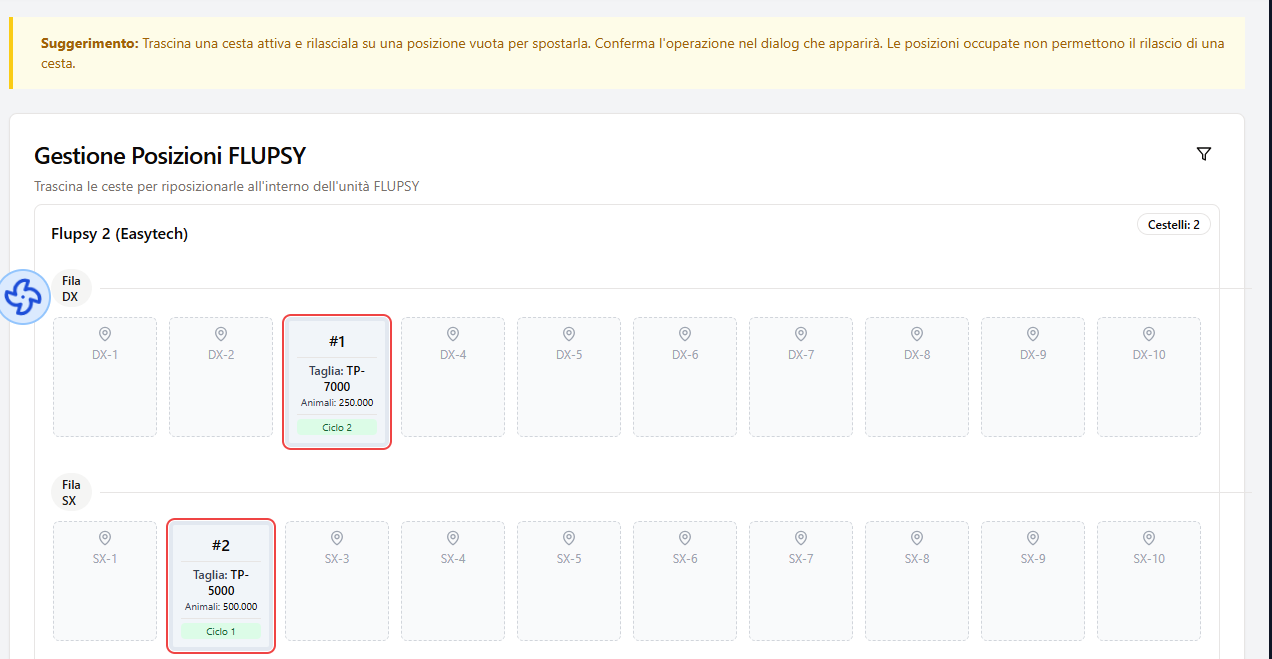 Suggerimento: Trascina una cesta attiva e rilasciala su una posizione vuota per spostarla. Conferma l'operazione nel dialog che apparirà. Le posizioni occupate non permettono il rilascio di una
cesta.
Gestione Posizioni FLUPSY
Trascina le ceste per riposizionarle all'interno dell'unità FLUPSY
Flupsy 2 (Easytech)
Cestelli: 2
Fila
DX
DX-1
DX-2
#1
Taglia: TP-
7000
Animali: 250.000
Ciclo 2
DX-4
DX-5
DX-6
DX-7
DX-8
DX-9
DX-10
Fila
SX
SX-1
#2
Taglia: TP-
5000
Animali: 500.000
Ciclo 1
SX-3
SX-4
SX-5
SX-6
SX-7
SX-8
SX-9
SX-10